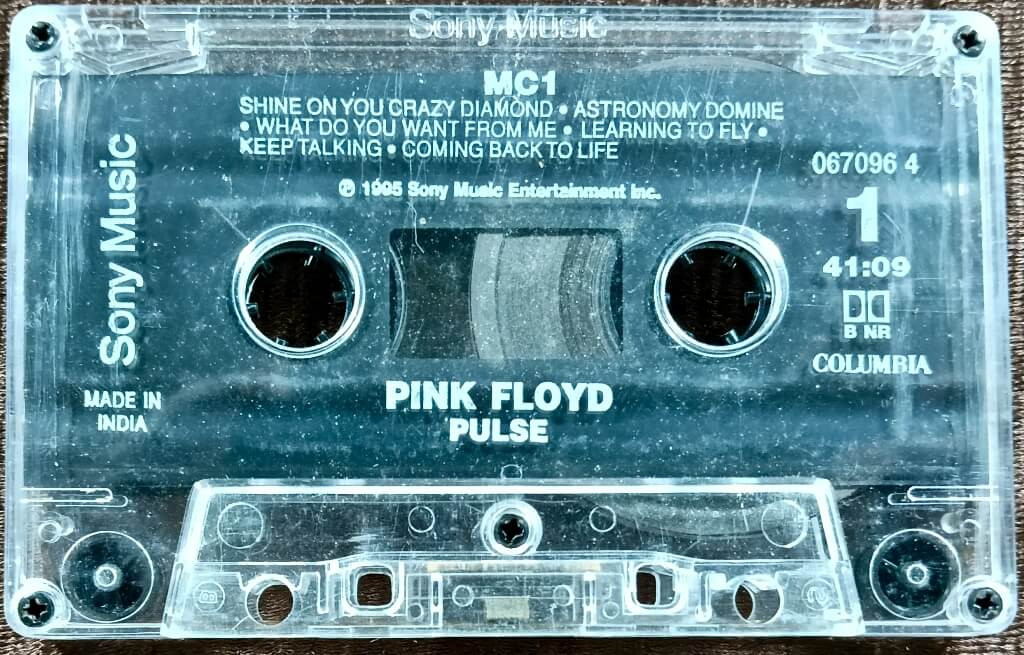 Sony Music
MC1
SHINE ON YOU CRAZY DIAMOND • ASTRONOMY DOMINE
• WHAT DO YOU WANT FROM ME • LEARNING TO FLY •
KEEP TALKING • COMING BACK TO LIFE
℗ 1995 Sony Music Entertainment Inc.
Sony Music
MADE IN
INDIA
067096 4
1
41:09
B NR
COLUMBIA
PINK FLOYD
PULSE